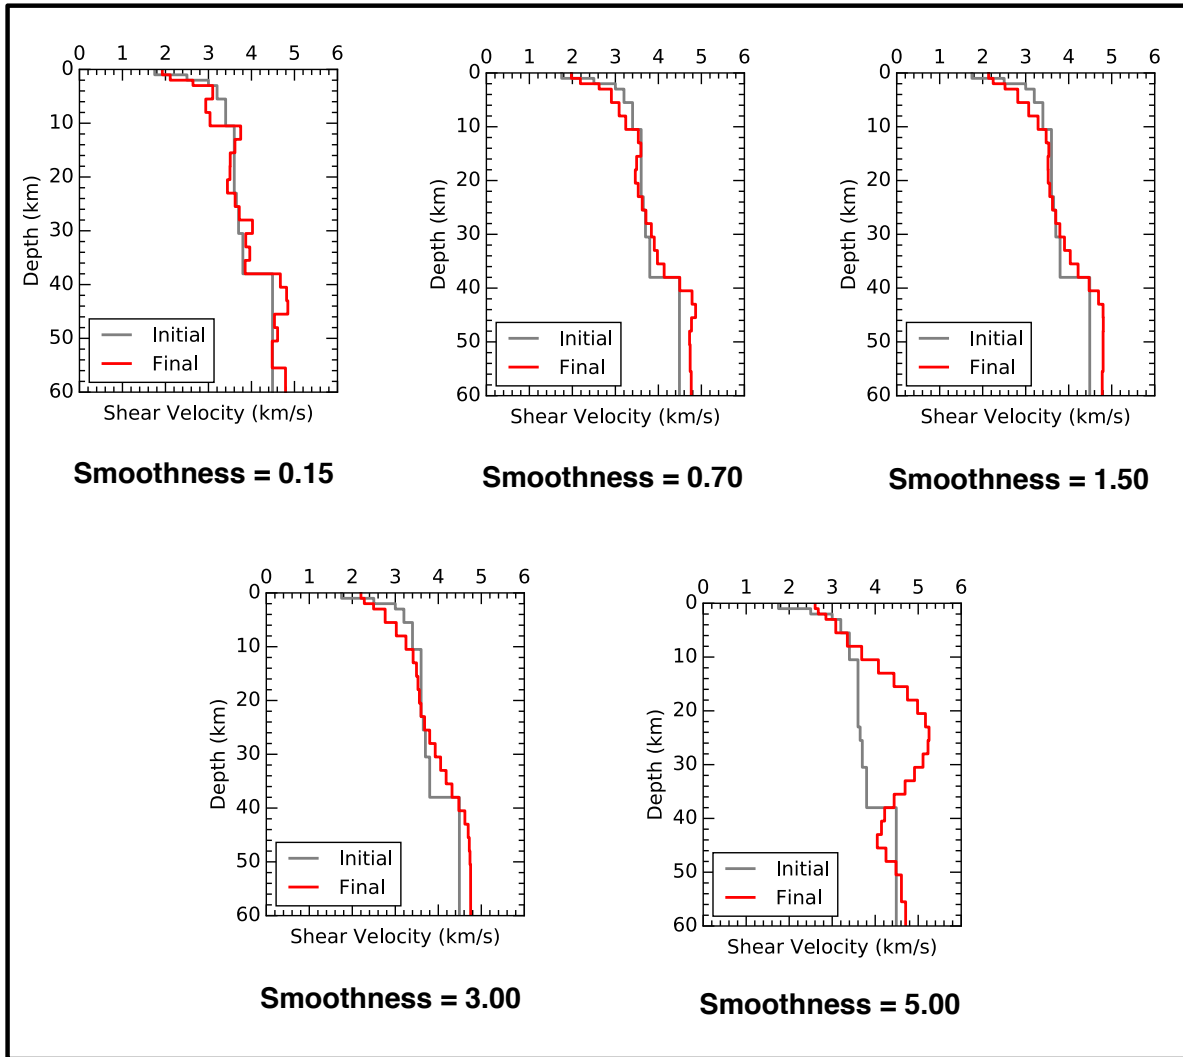 0 1 2 3 4 5 6
0
10
20
30
40
50
60
Depth (km)
Initial
Final
Shear Velocity (km/s)
Smoothness = 0.15
0 1 2 3 4 5 6
0
10
20
30
40
50
60
Depth (km)
Initial
Final
Shear Velocity (km/s)
Smoothness = 0.70
0 1 2 3 4 5 6
0
10
20
30
40
50
60
Depth (km)
Initial
Final
Shear Velocity (km/s)
Smoothness = 1.50
0 1 2 3 4 5 6
0
10
20
30
40
50
60
Depth (km)
Initial
Final
Shear Velocity (km/s)
Smoothness = 3.00
0 1 2 3 4 5 6
0
10
20
30
40
50
60
Depth (km)
Initial
Final
Shear Velocity (km/s)
Smoothness = 5.00